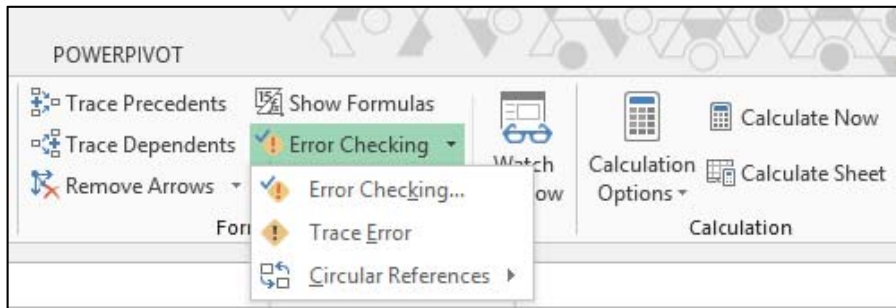 POWERPIVOT
Trace Precedents
Show Formulas
Trace Dependents
Error Checking
Remove Arrows
Error Checking...
Trace Error
Circular References
Calculation
Options
Calculate Now
Calculate Sheet
Calculation